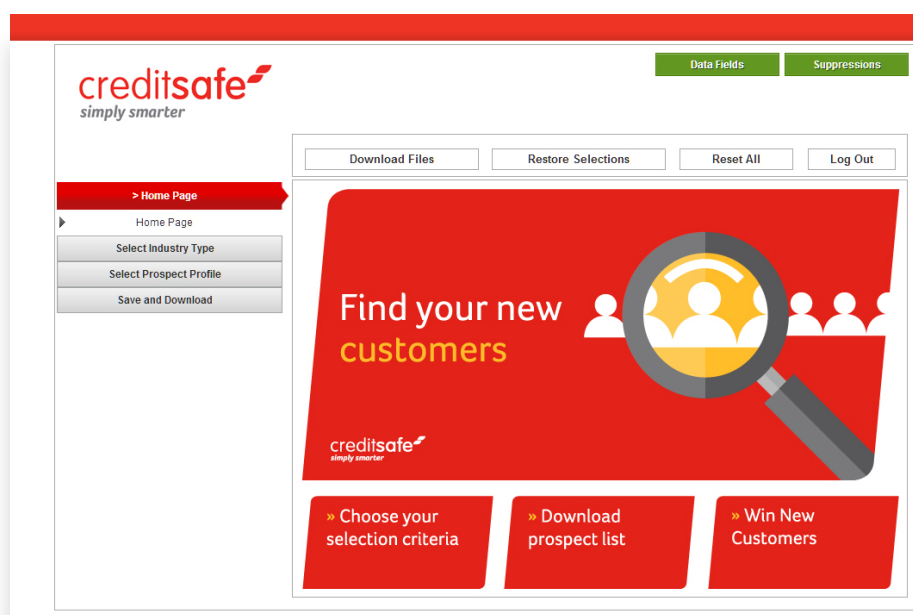 creditsafe
simply smarter
Data Fields
Suppressions
Download Files
Restore Selections
Reset All
Log Out
> Home Page
Home Page
Select Industry Type
Select Prospect Profile
Save and Download
Find your new
customers
creditsafe
simply smarter
» Choose your
selection criteria
» Download
prospect list
» Win New
Customers